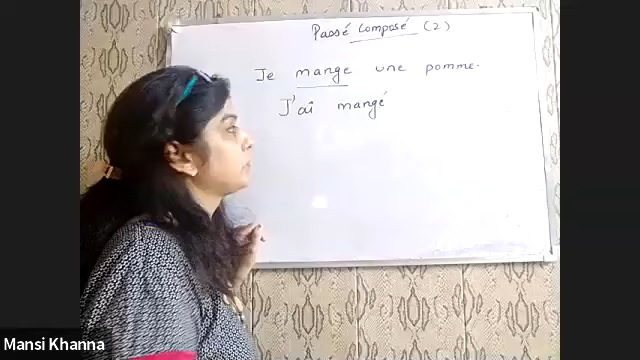 Passé Composé (2)
Je mange une pomme.
J'ai mangé
Mansi Khanna